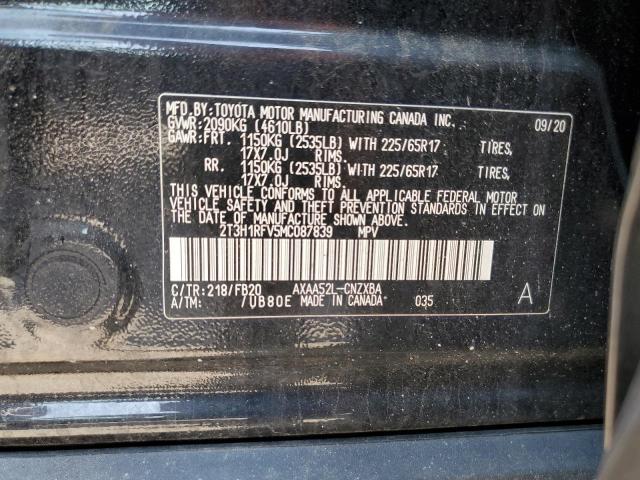 MFD.BY:TOYOTA MOTOR MANUFACTURING CANADA INC. 09/20
GVWR:2090KG (4610LB)
GAWR:FRT. 1150KG (2535LB) WITH 225/65R17 TIRES,
17X7.0J RIMS.
RR. 1150KG (2535LB) WITH 225/65R17 TIRES,
17X7.0J RIMS.
THIS VEHICLE CONFORMS TO ALL APPLICABLE FEDERAL MOTOR
VEHICLE SAFETY AND THEFT PREVENTION STANDARDS IN EFFECT ON
THE DATE OF MANUFACTURE SHOWN ABOVE.
2T3H1RFV5MC087839 MPV
C/TR:218/FB20 AXAA52L-CNZXBA
A/TM: /UB80E MADE IN CANADA 035 A